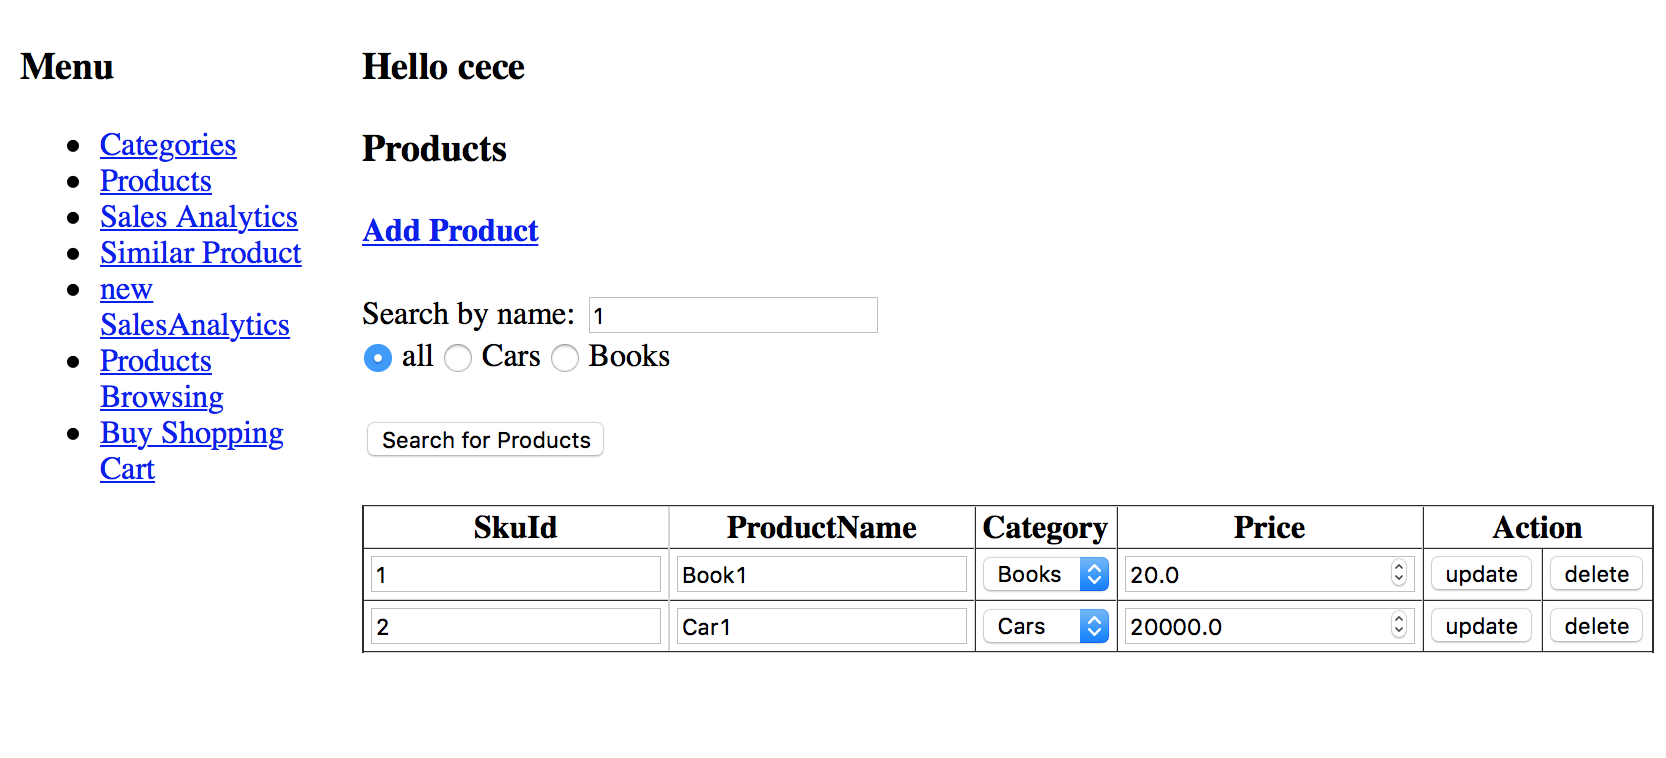 Menu
Categories
Products
Sales Analytics
Similar Product
new
SalesAnalytics
Products
Browsing
Buy Shopping
Cart
Hello cece
Products
Add Product
Search by name: 1
all Cars Books
Search for Products
SkuId ProductName Category Price Action
1 Book1 Books 20.0 update delete
2 Car1 Cars 20000.0 update delete